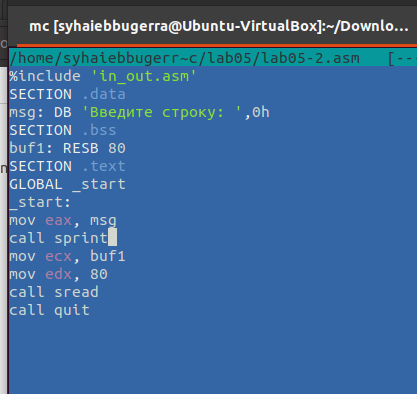 mc [syhaiebbugerra@Ubuntu-VirtualBox]:~/Downlo...
/home/syhaiebbugerr~c/lab05/lab05-2.asm [---
%include 'in_out.asm'
SECTION .data
msg: DB 'Введите строку: ',0h
SECTION .bss
buf1: RESB 80
SECTION .text
GLOBAL _start
_start:
mov eax, msg
call sprint
mov ecx, buf1
mov edx, 80
call sread
call quit